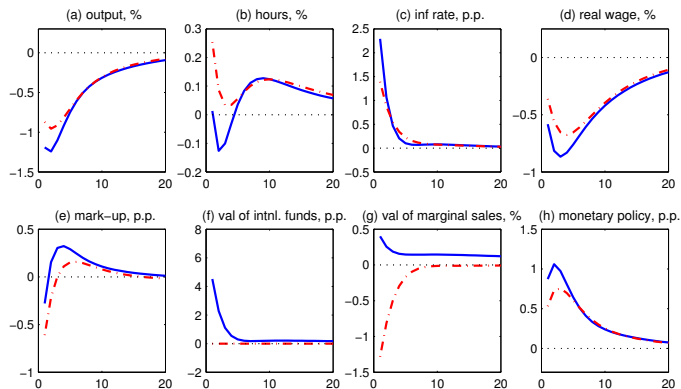 (a) output, % (b) hours, % (c) inf rate, p.p. (d) real wage, %
0 0.3 2.5 0
−0.5 0.2 2 −0.5
−1 0.1 1.5 −1
−1.5 0 1
−0.1 0.5
−0.2 0
−0.5
0 10 20 0 10 20 0 10 20 0 10 20
(e) mark−up, p.p. (f) val of intnl. funds, p.p. (g) val of marginal sales, % (h) monetary policy, p.p.
0.5 8 0.5 1.5
0 6 0 1
−0.5 4 −0.5 0.5
−1 2 −1 0
0 −1.5
−2
0 10 20 0 10 20 0 10 20 0 10 20